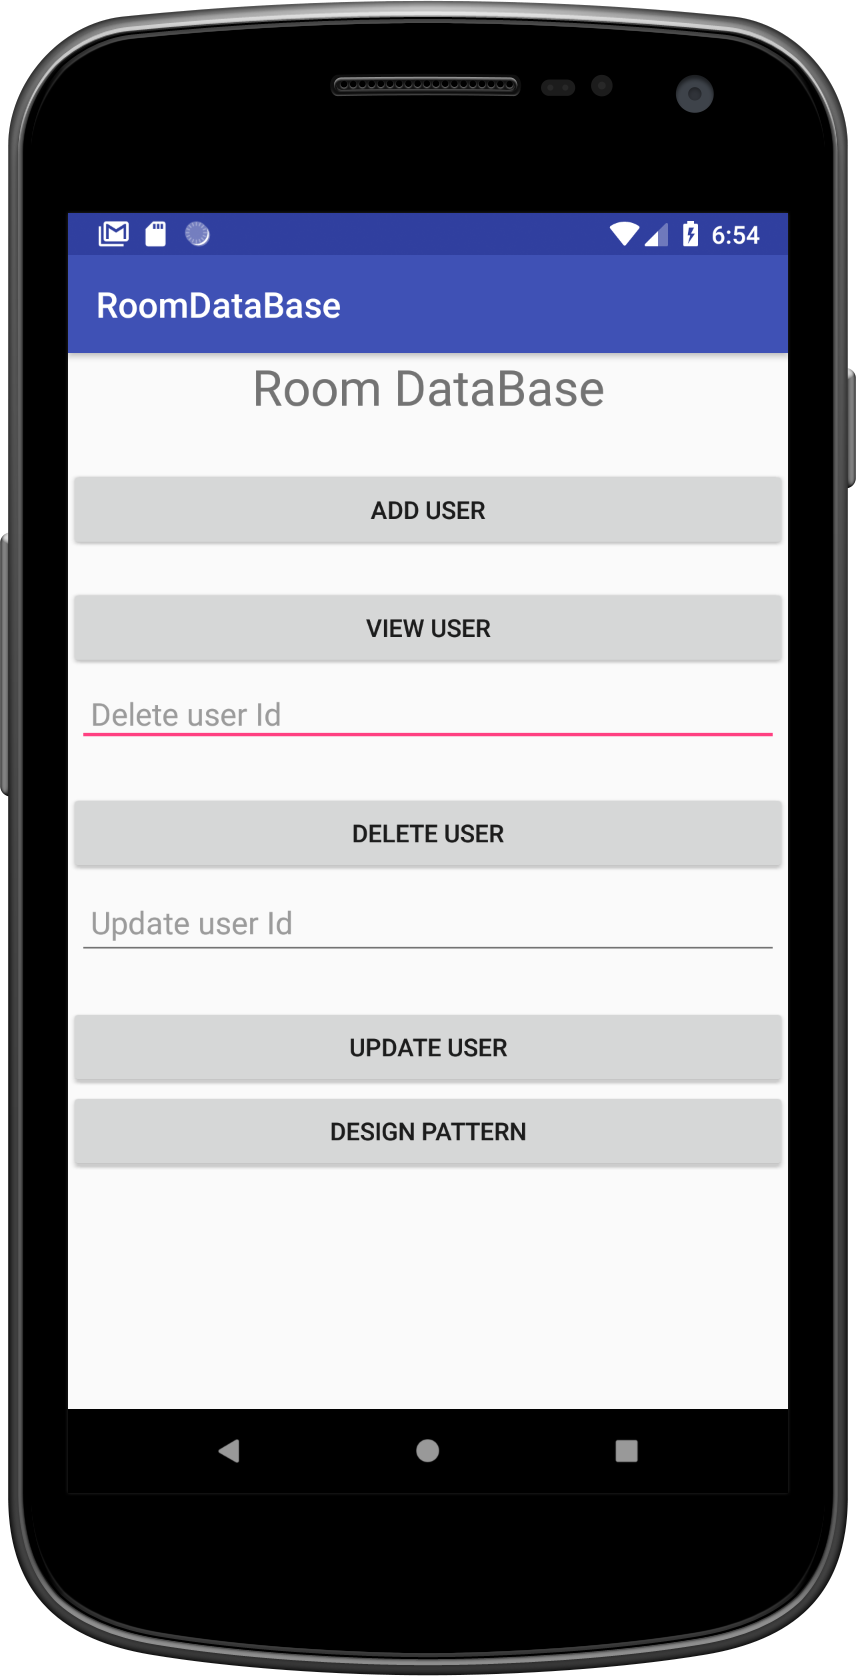 6:54
RoomDataBase
Room DataBase
ADD USER
VIEW USER
Delete user Id
DELETE USER
Update user Id
UPDATE USER
DESIGN PATTERN